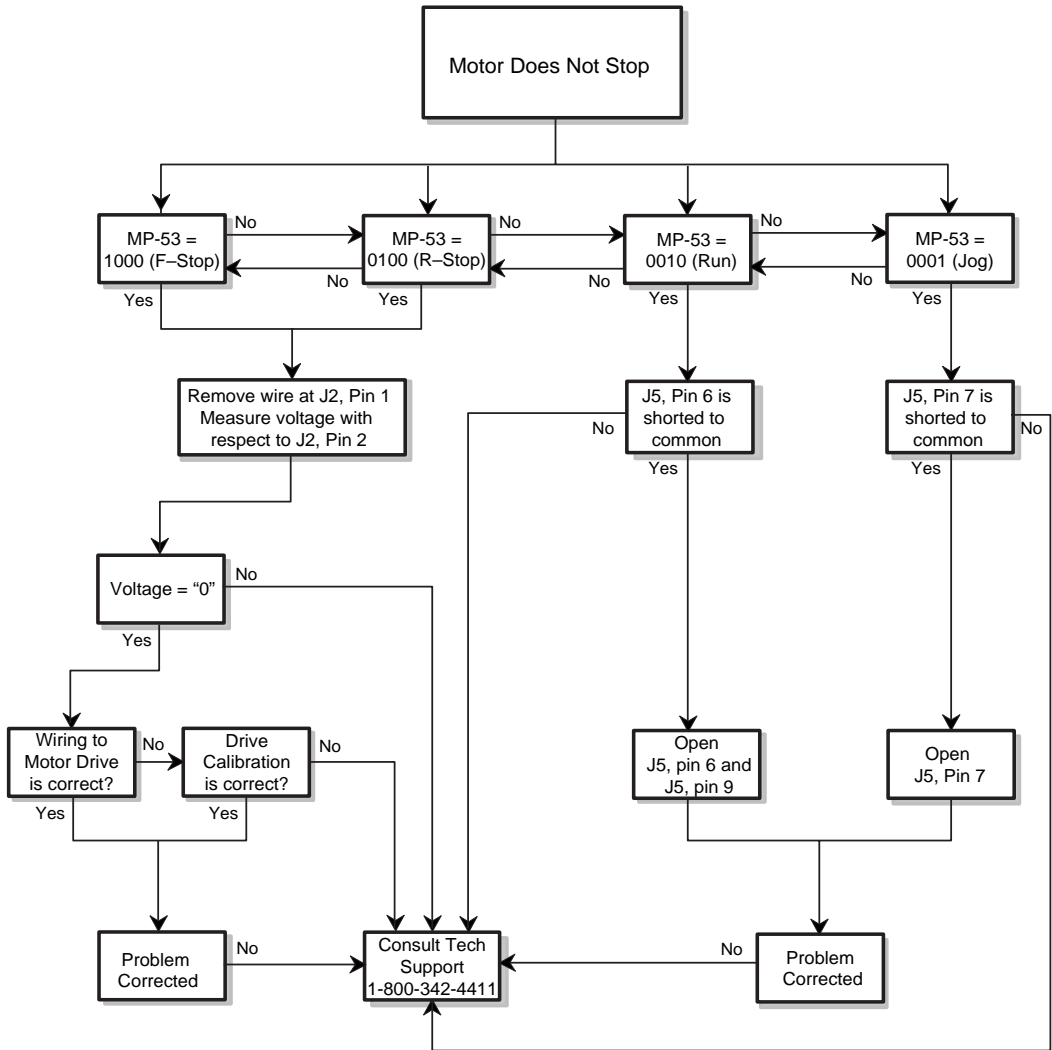 Motor Does Not Stop
MP-53 =
1000 (F–Stop)
No
No
MP-53 =
0100 (R–Stop)
No
No
MP-53 =
0010 (Run)
No
No
MP-53 =
0001 (Jog)
Yes
Yes
Yes
Yes
Remove wire at J2, Pin 1
Measure voltage with
respect to J2, Pin 2
J5, Pin 6 is
shorted to
common
No
Yes
J5, Pin 7 is
shorted to
common
No
Yes
Voltage = “0”
No
Yes
Wiring to
Motor Drive
is correct?
No
Yes
Drive
Calibration
is correct?
No
Yes
Open
J5, pin 6 and
J5, pin 9
Open
J5, Pin 7
Problem
Corrected
No
Consult Tech
Support
1-800-342-4411
No
Problem
Corrected